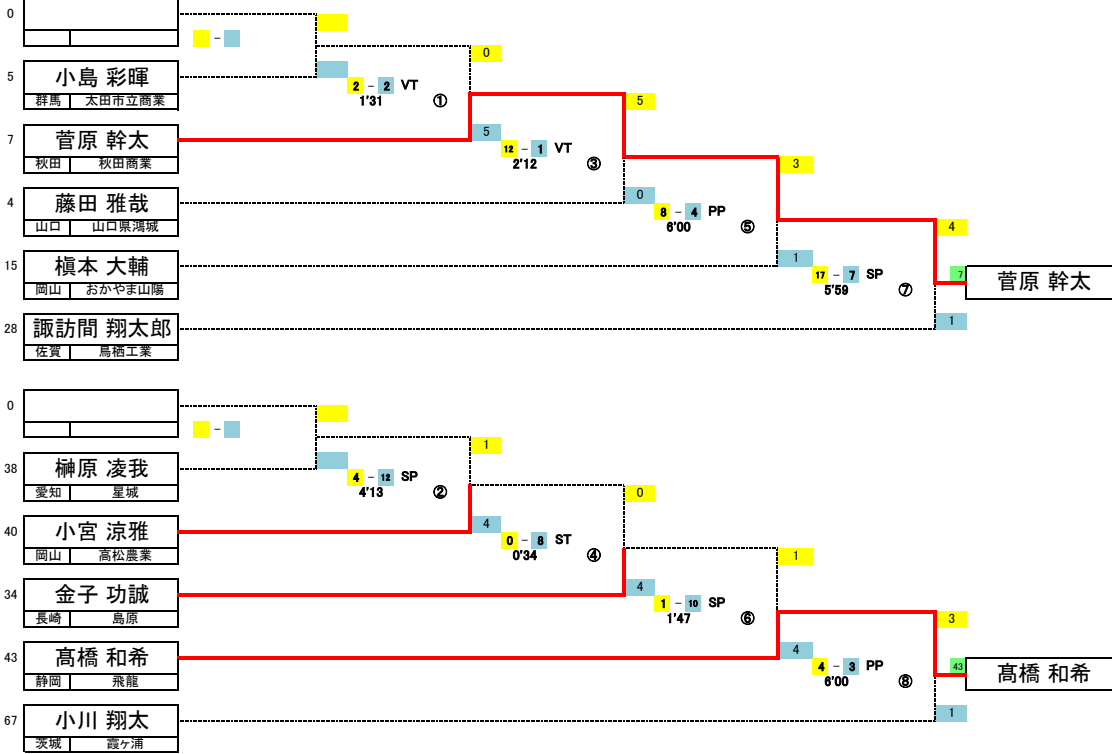 0
－
5
小島 彩暉
群馬 太田市立商業
0
2 － 2 VT
1'31 ①
7
菅原 幹太
秋田 秋田商業
5
5
12 － 1 VT
2'12 ③
4
藤田 雅哉
山口 山口県鴻城
0
3
8 － 4 PP
6'00 ⑤
15
槇本 大輔
岡山 おかやま山陽
1
4
17 － 7 SP
5'59 ⑦
7
菅原 幹太
28
諏訪間 翔太郎
佐賀 鳥栖工業
1
0
－
38
榊原 凌我
愛知 星城
1
4 － 12 SP
4'13 ②
40
小宮 涼雅
岡山 高松農業
4
0
0 － 8 ST
0'34 ④
34
金子 功誠
長崎 島原
4
1
1 － 10 SP
1'47 ⑥
43
髙橋 和希
静岡 飛龍
4
3
4 － 3 PP
6'00 ⑧
43
髙橋 和希
67
小川 翔太
茨城 霞ヶ浦
1